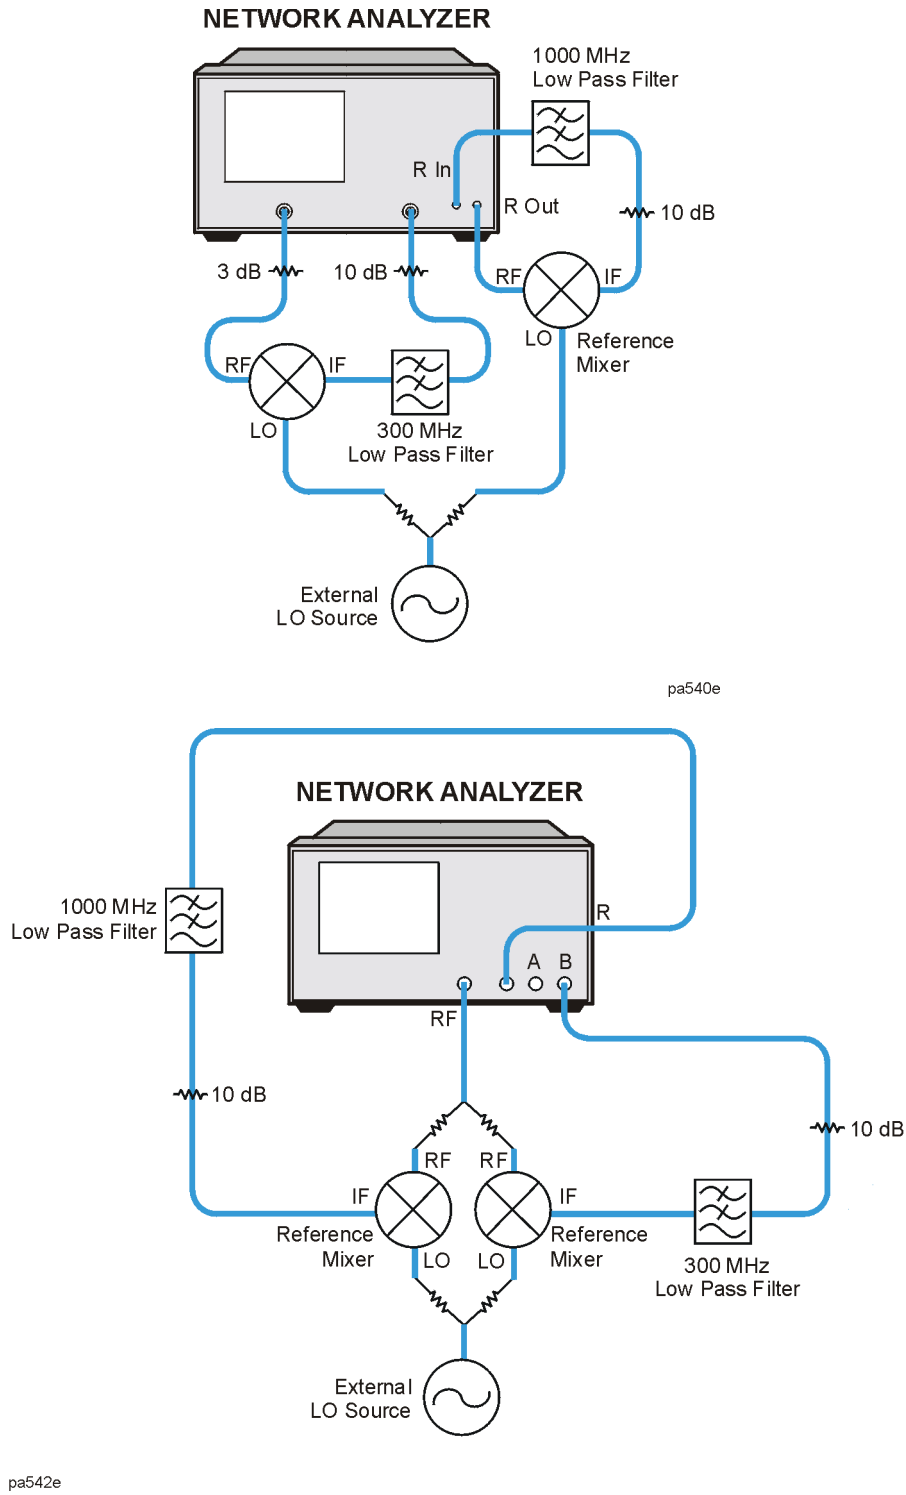 NETWORK ANALYZER
1000 MHz
Low Pass Filter
R In
R Out
10 dB
3 dB
10 dB
RF
IF
LO
Reference
Mixer
RF
IF
LO
300 MHz
Low Pass Filter
External
LO Source
pa540e
NETWORK ANALYZER
1000 MHz
Low Pass Filter
R
A
B
RF
10 dB
10 dB
RF
RF
IF
IF
Reference
Mixer
Reference
Mixer
LO
LO
300 MHz
Low Pass Filter
External
LO Source
pa542e